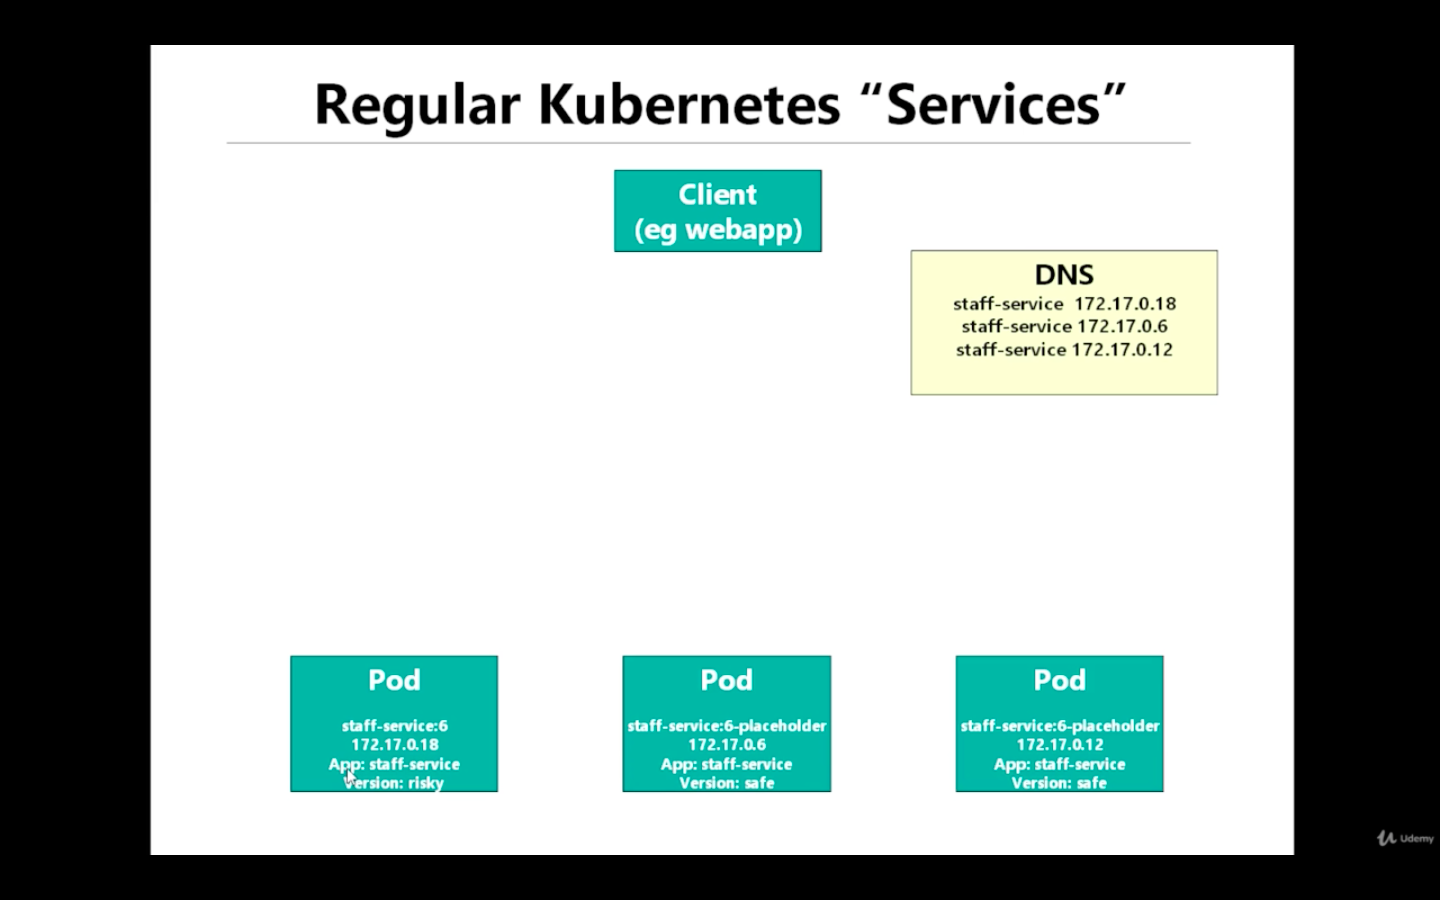 Regular Kubernetes “Services”
Client
(eg webapp)
DNS
staff-service 172.17.0.18
staff-service 172.17.0.6
staff-service 172.17.0.12
Pod
staff-service:6
172.17.0.18
App: staff-service
Version: risky
Pod
staff-service:6-placeholder
172.17.0.6
App: staff-service
Version: safe
Pod
staff-service:6-placeholder
172.17.0.12
App: staff-service
Version: safe
Udemy